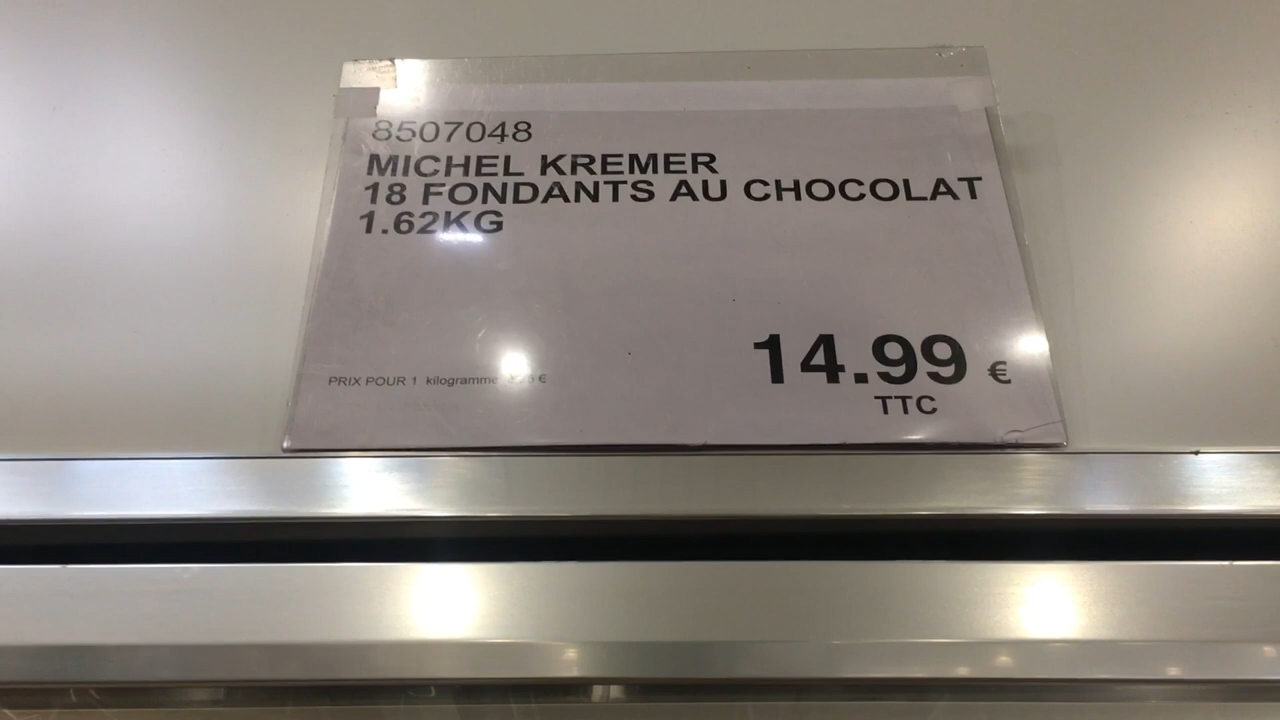 8507048
MICHEL KREMER
18 FONDANTS AU CHOCOLAT
1.62KG
14.99 €
TTC
PRIX POUR 1 kilogramme €